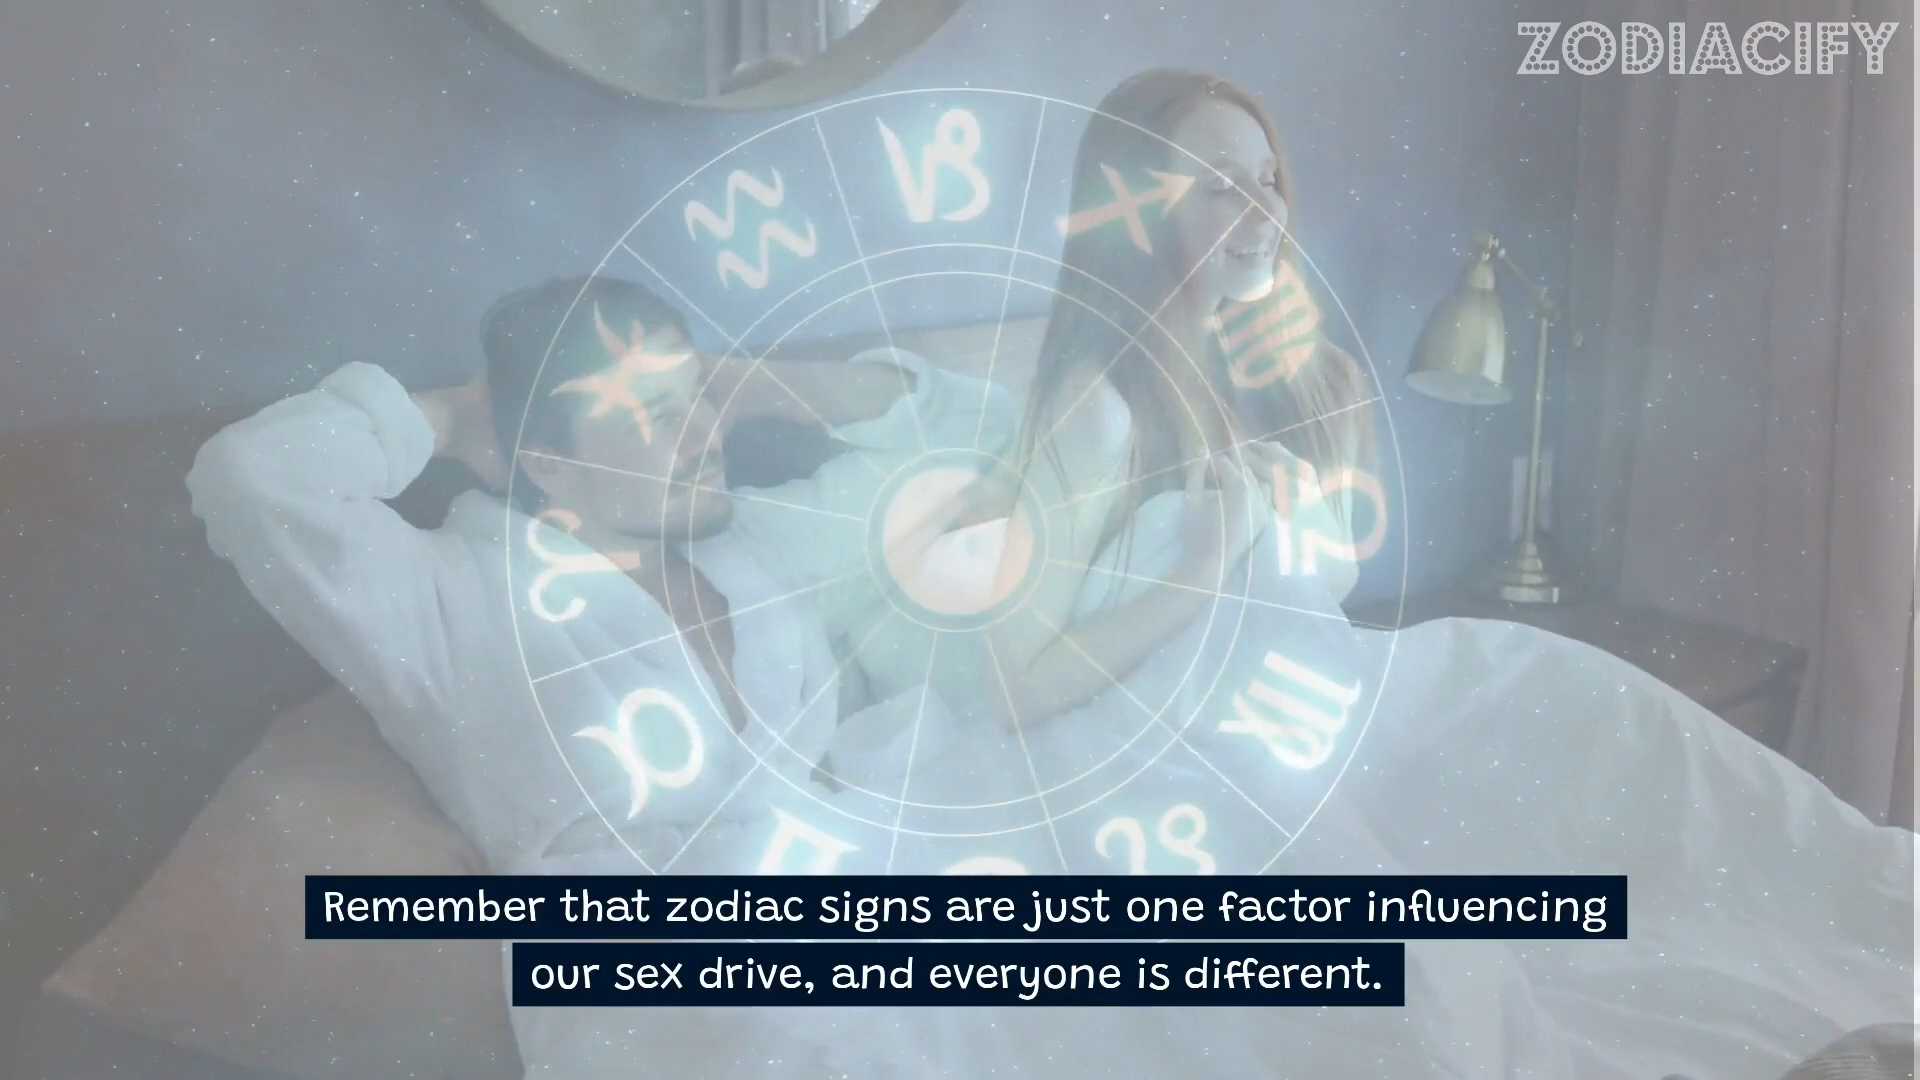 ZODIACIFY
Remember that zodiac signs are just one factor influencing
our sex drive, and everyone is different.